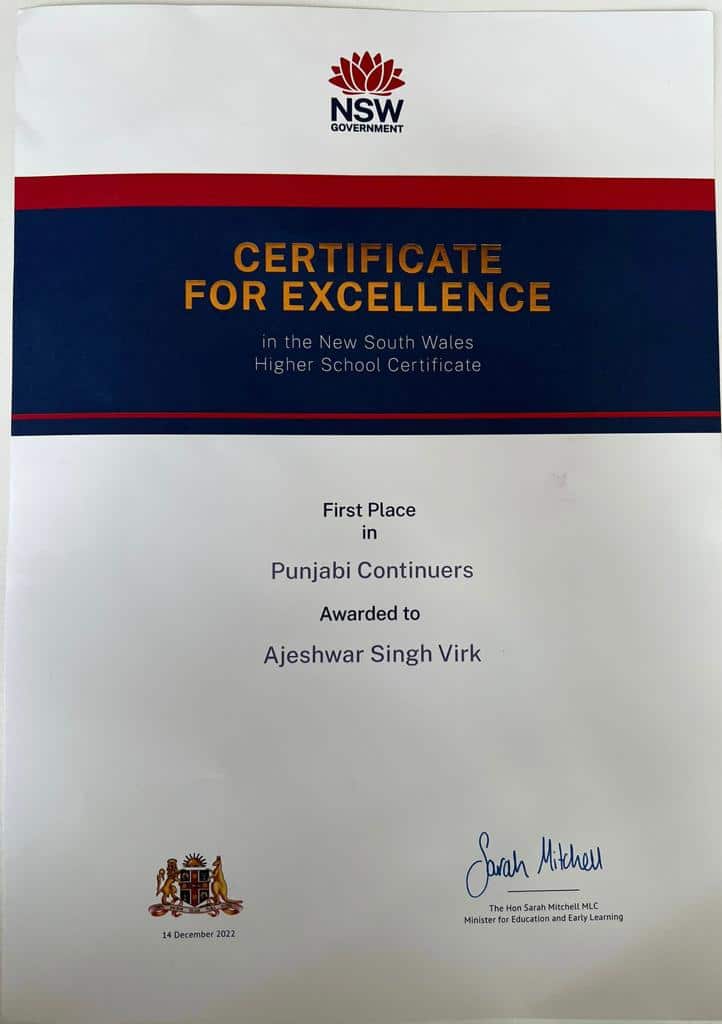 NSW
GOVERNMENT
CERTIFICATE
FOR EXCELLENCE
in the New South Wales
Higher School Certificate
First Place
in
Punjabi Continuers
Awarded to
Ajeshwar Singh Virk
Sarah Mitchell
The Hon Sarah Mitchell MLC
Minister for Education and Early Learning
14 December 2022